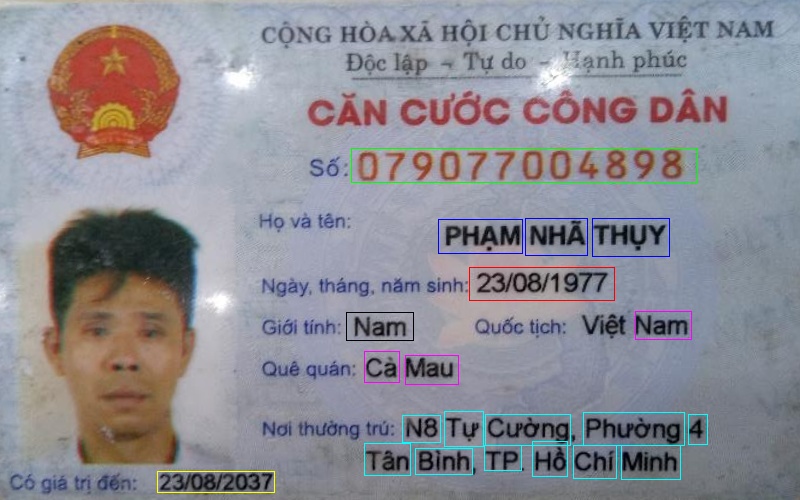 CỘNG HÒA XÃ HỘI CHỦ NGHĨA VIỆT NAM
Độc lập - Tự do - Hạnh phúc
CĂN CƯỚC CÔNG DÂN
Số: 079077004898
Họ và tên: PHẠM NHÃ THỤY
Ngày, tháng, năm sinh: 23/08/1977
Giới tính: Nam Quốc tịch: Việt Nam
Quê quán: Cà Mau
Nơi thường trú: N8 Tự Cường, Phường 4
Tân Bình, TP. Hồ Chí Minh
Có giá trị đến: 23/08/2037